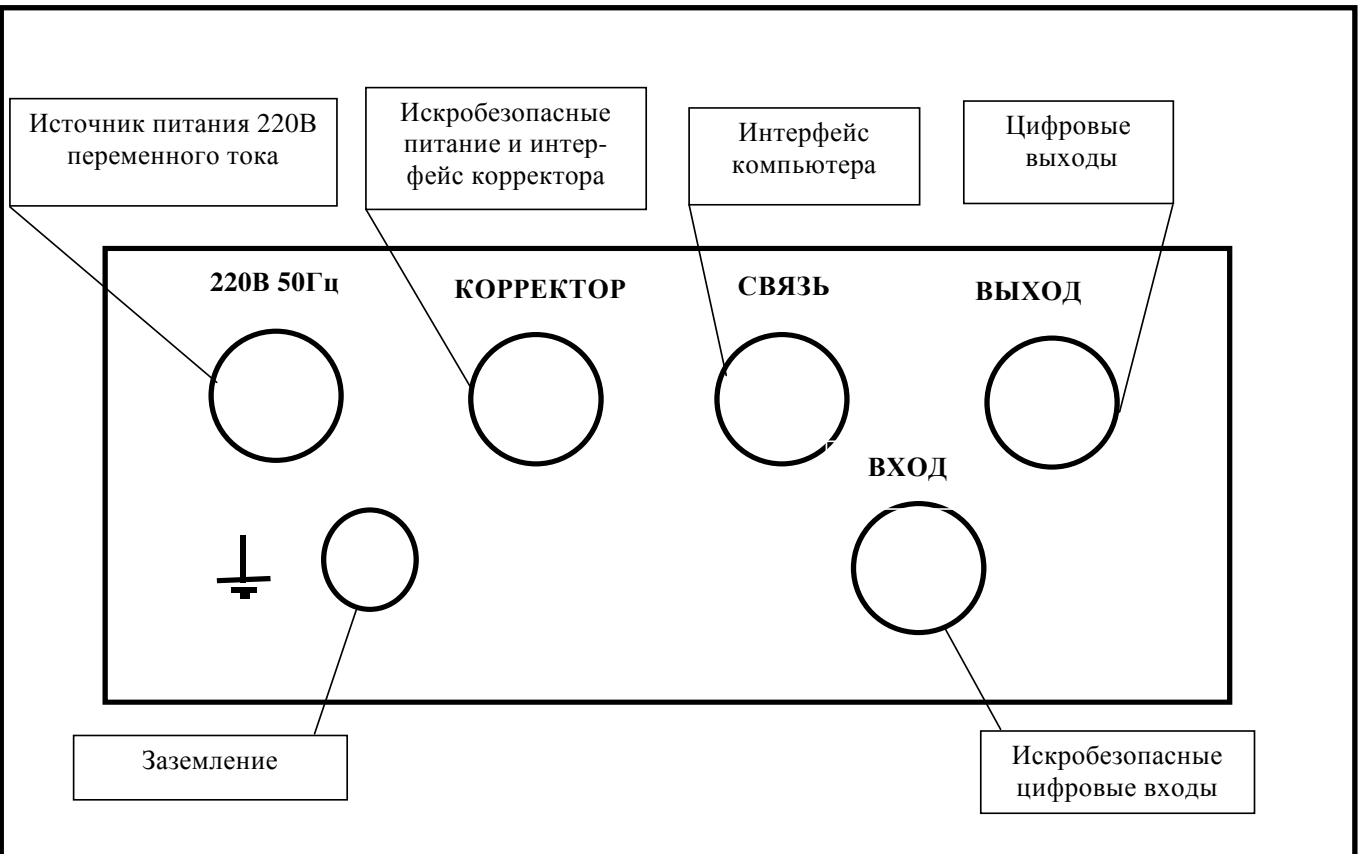 Источник питания 220В
переменного тока
Искробезопасные
питание и интер-
фейс корректора
Интерфейс
компьютера
Цифровые
выходы
220В 50Гц
КОРРЕКТОР
СВЯЗЬ
ВЫХОД
ВХОД
Заземление
Искробезопасные
цифровые входы